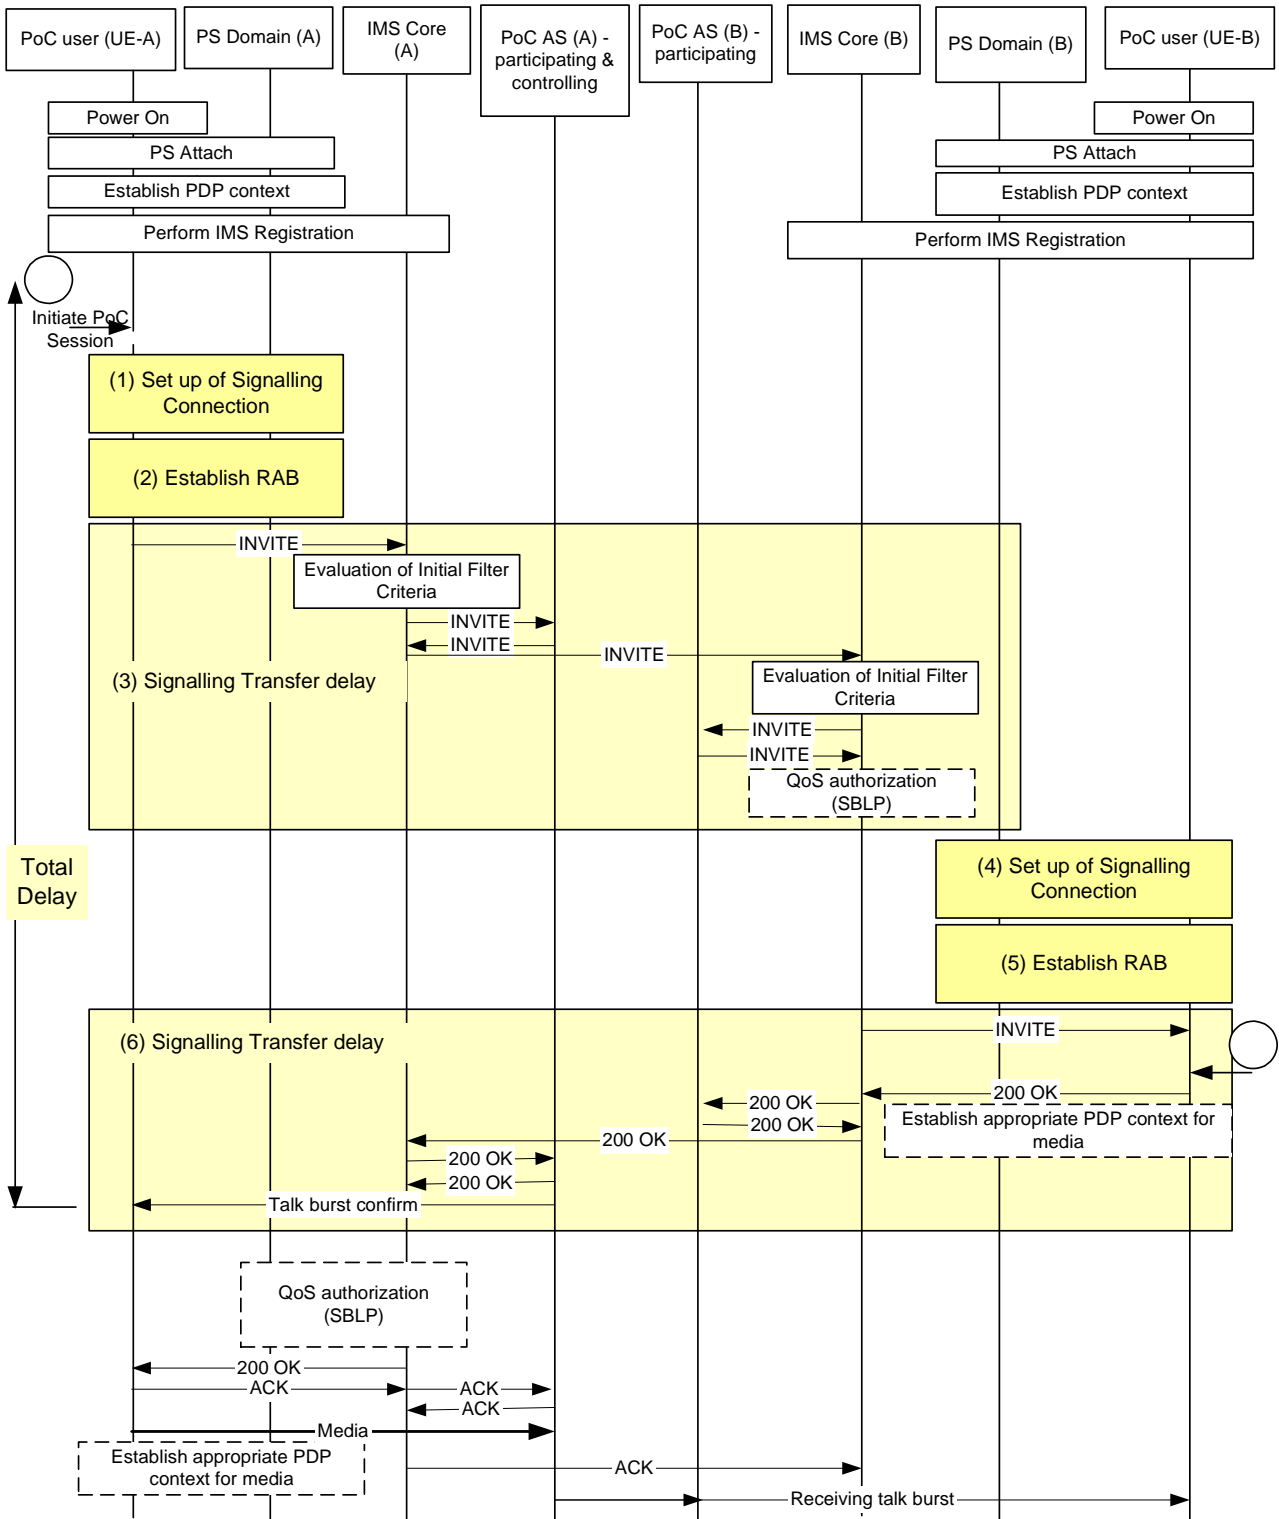 PoC user (UE-A)
PS Domain (A)
IMS Core
(A)
PoC AS (A) -
participating &
controlling
PoC AS (B) -
participating
IMS Core (B)
PS Domain (B)
PoC user (UE-B)
Power On
Power On
PS Attach
PS Attach
Establish PDP context
Establish PDP context
Perform IMS Registration
Perform IMS Registration
Initiate PoC
Session
(1) Set up of Signalling
Connection
(2) Establish RAB
INVITE
Evaluation of Initial Filter
Criteria
INVITE
INVITE
INVITE
(3) Signalling Transfer delay
Evaluation of Initial Filter
Criteria
INVITE
INVITE
QoS authorization
(SBLP)
Total
Delay
(4) Set up of Signalling
Connection
(5) Establish RAB
INVITE
(6) Signalling Transfer delay
200 OK
200 OK
Establish appropriate PDP context for
media
200 OK
200 OK
200 OK
200 OK
Talk burst confirm
QoS authorization
(SBLP)
200 OK
ACK
ACK
ACK
Media
Establish appropriate PDP
context for media
ACK
Receiving talk burst